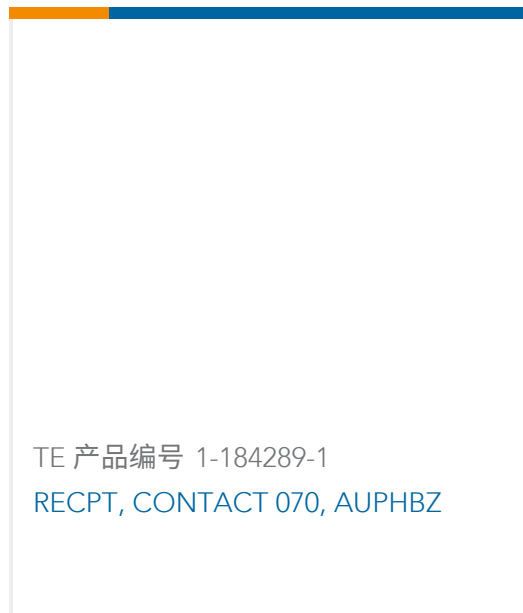 TE 产品编号 1-184289-1
RECPT, CONTACT 070, AUPHBZ